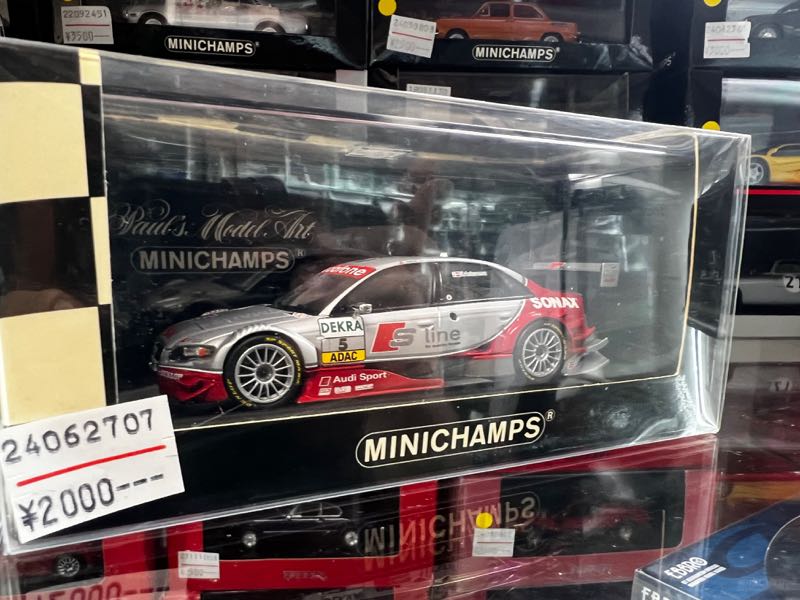 22092451
¥3500
MINICHAMPS
MINICHAMPS
Paul's Model Art
MINICHAMPS
DEKRA
5
ADAC
S line
Audi Sport
SONAX
24062707
¥2000---
MINICHAMPS
MINICHAMPS
EBBRO